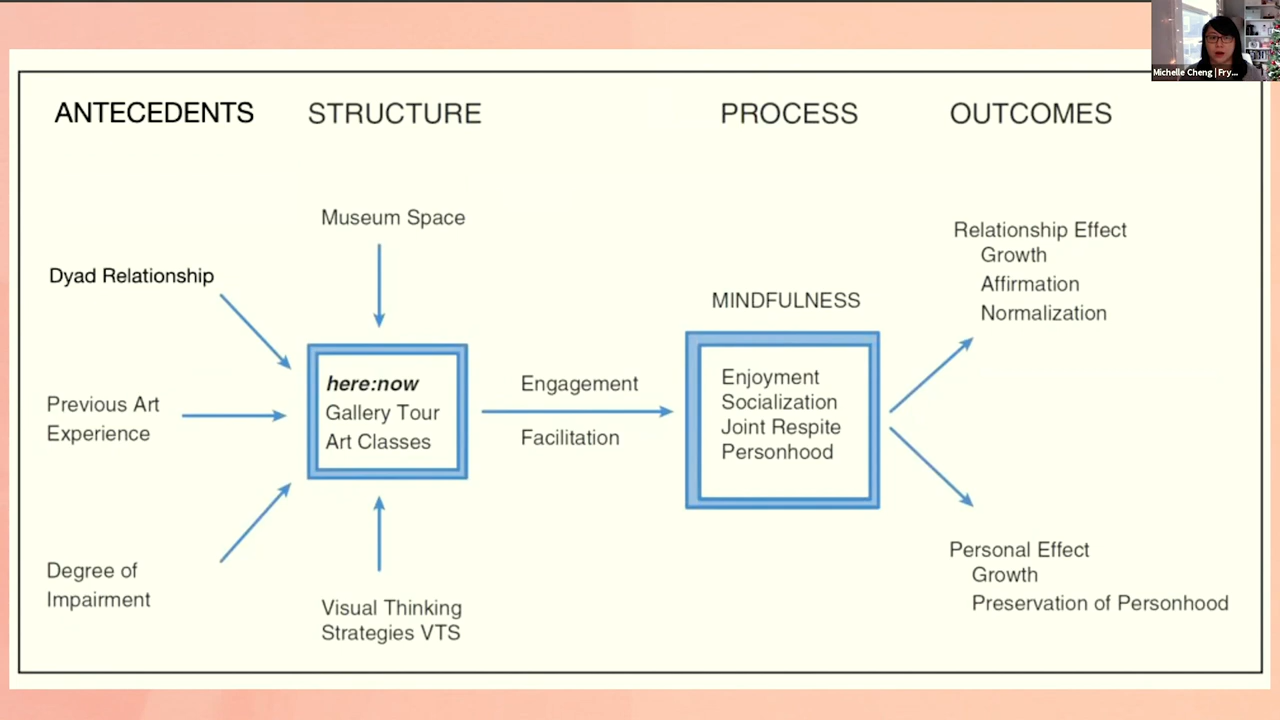 Michelle Cheng | Fry...
ANTECEDENTS
STRUCTURE
PROCESS
OUTCOMES
Dyad Relationship
Previous Art
Experience
Degree of
Impairment
Museum Space
here:now
Gallery Tour
Art Classes
Visual Thinking
Strategies VTS
Engagement
Facilitation
MINDFULNESS
Enjoyment
Socialization
Joint Respite
Personhood
Relationship Effect
Growth
Affirmation
Normalization
Personal Effect
Growth
Preservation of Personhood